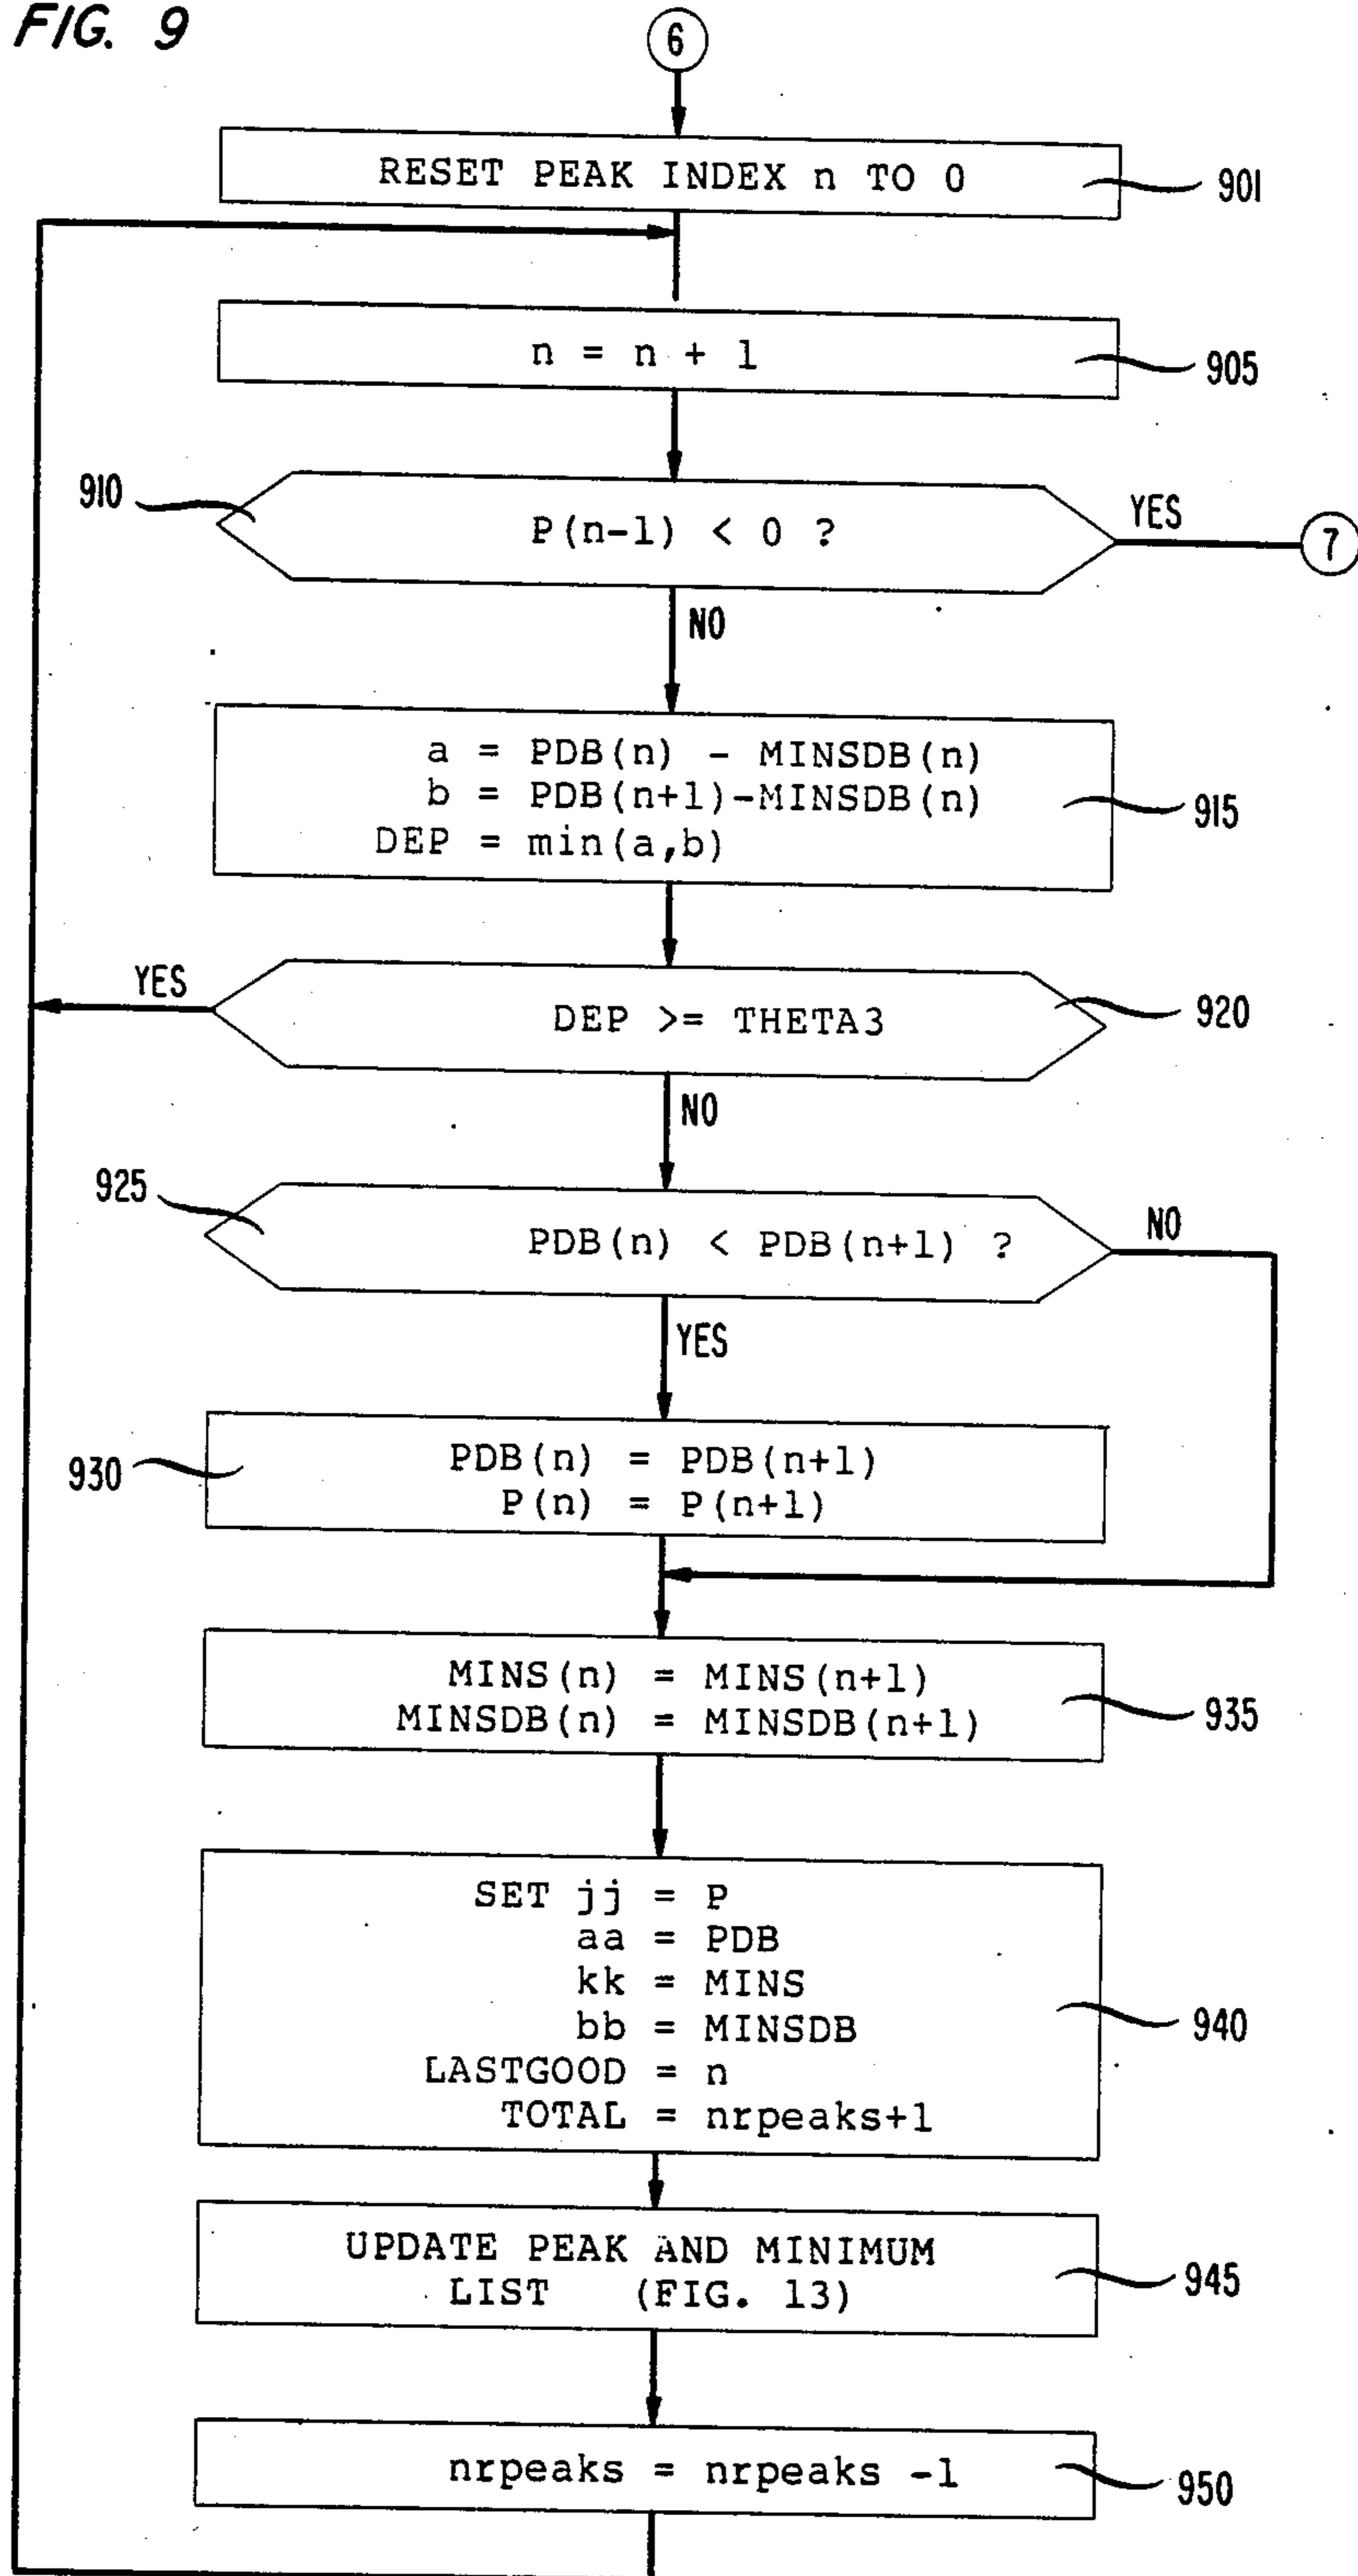 FIG. 9
6
RESET PEAK INDEX n TO 0
901
n = n + 1
905
910
P(n-1) < 0 ?
YES
7
NO
a = PDB(n) - MINSDB(n)
b = PDB(n+1)-MINSDB(n)
DEP = min(a,b)
915
YES
DEP >= THETA3
920
NO
925
PDB(n) < PDB(n+1) ?
NO
YES
930
PDB(n) = PDB(n+1)
P(n) = P(n+1)
MINS(n) = MINS(n+1)
MINSDB(n) = MINSDB(n+1)
935
SET jj = P
aa = PDB
kk = MINS
bb = MINSDB
LASTGOOD = n
TOTAL = nrpeaks+1
940
UPDATE PEAK AND MINIMUM
LIST (FIG. 13)
945
nrpeaks = nrpeaks -1
950